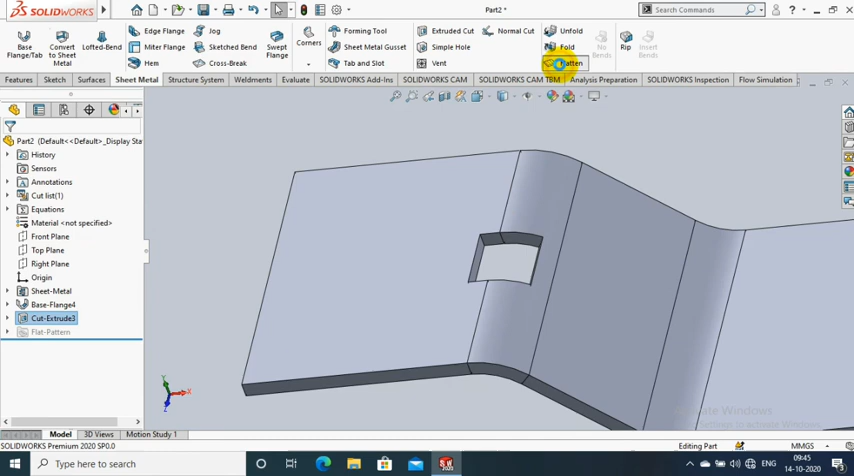 SOLIDWORKS
Part2 *
Search Commands
Base Flange/Tab
Convert to Sheet Metal
Lofted-Bend
Edge Flange
Miter Flange
Hem
Jog
Sketched Bend
Cross-Break
Swept Flange
Corners
Forming Tool
Sheet Metal Gusset
Tab and Slot
Extruded Cut
Simple Hole
Vent
Normal Cut
Unfold
Fold
Flatten
No Bends
Rip
Insert Bends
Features
Sketch
Surfaces
Sheet Metal
Structure System
Weldments
Evaluate
SOLIDWORKS Add-Ins
SOLIDWORKS CAM
SOLIDWORKS CAM TBM
Analysis Preparation
SOLIDWORKS Inspection
Flow Simulation
Part2 (Default<<Default>_Display Sta
History
Sensors
Annotations
Cut list(1)
Equations
Material <not specified>
Front Plane
Top Plane
Right Plane
Origin
Sheet-Metal
Base-Flange4
Cut-Extrude3
Flat-Pattern
Y
X
Z
Activate Windows
Model
3D Views
Motion Study 1
SOLIDWORKS Premium 2020 SP0.0
Editing Part
MMGS
Type here to search
2020
ENG
09:45
14-10-2020